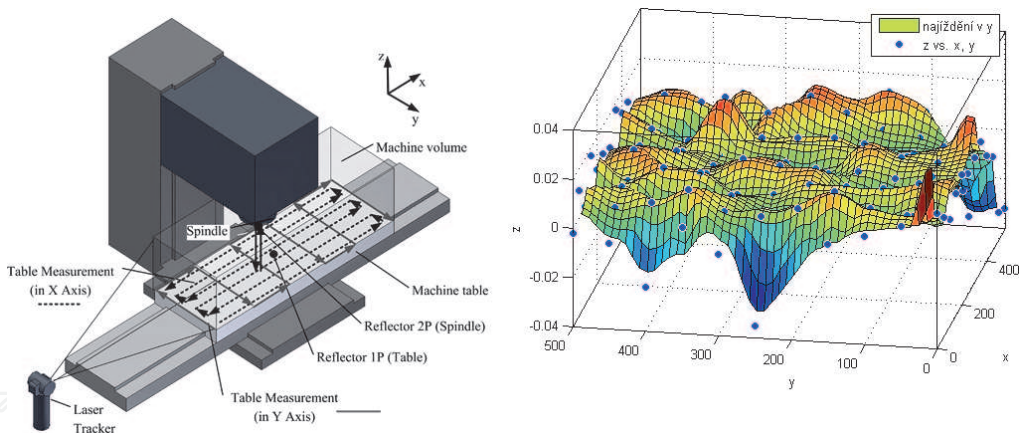 z
x
y
Machine volume
Spindle
Table Measurement
(in X Axis)
Machine table
Reflector 2P (Spindle)
Reflector 1P (Table)
Laser
Tracker
Table Measurement
(in Y Axis)
najíždění v y
z vs. x, y
0.04
0.02
0
-0.02
-0.04
z
500
400
300
200
100
0
y
0
200
400
x